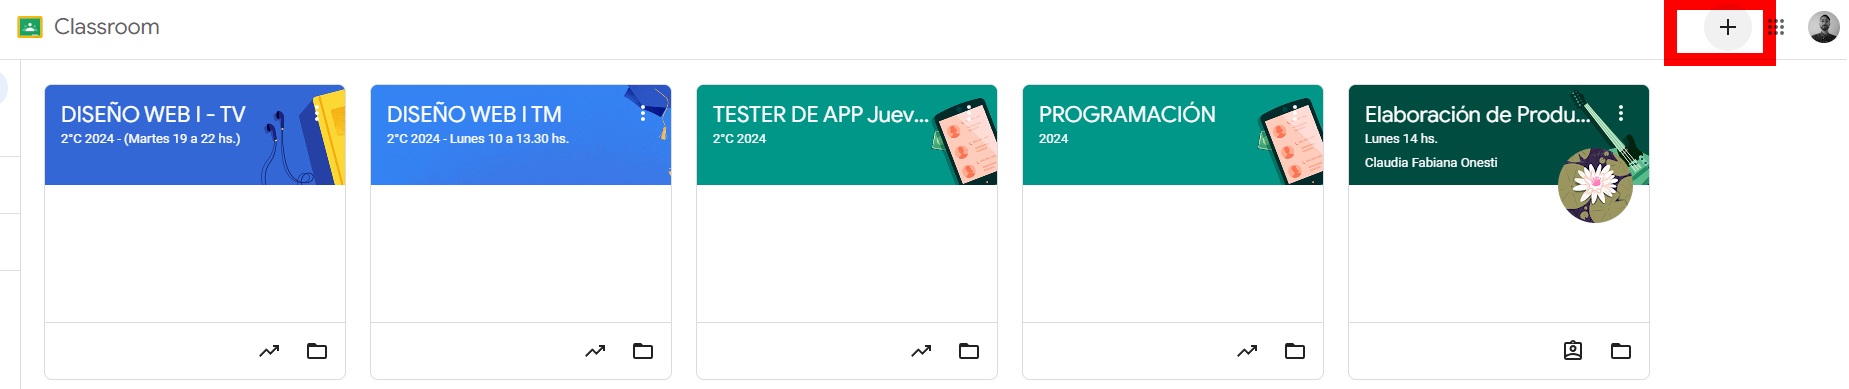 Classroom
DISEÑO WEB I - TV
2°C 2024 - (Martes 19 a 22 hs.)
DISEÑO WEB I TM
2°C 2024 - Lunes 10 a 13.30 hs.
TESTER DE APP Juev...
2°C 2024
PROGRAMACIÓN
2024
Elaboración de Produ...
Lunes 14 hs.
Claudia Fabiana Onesti